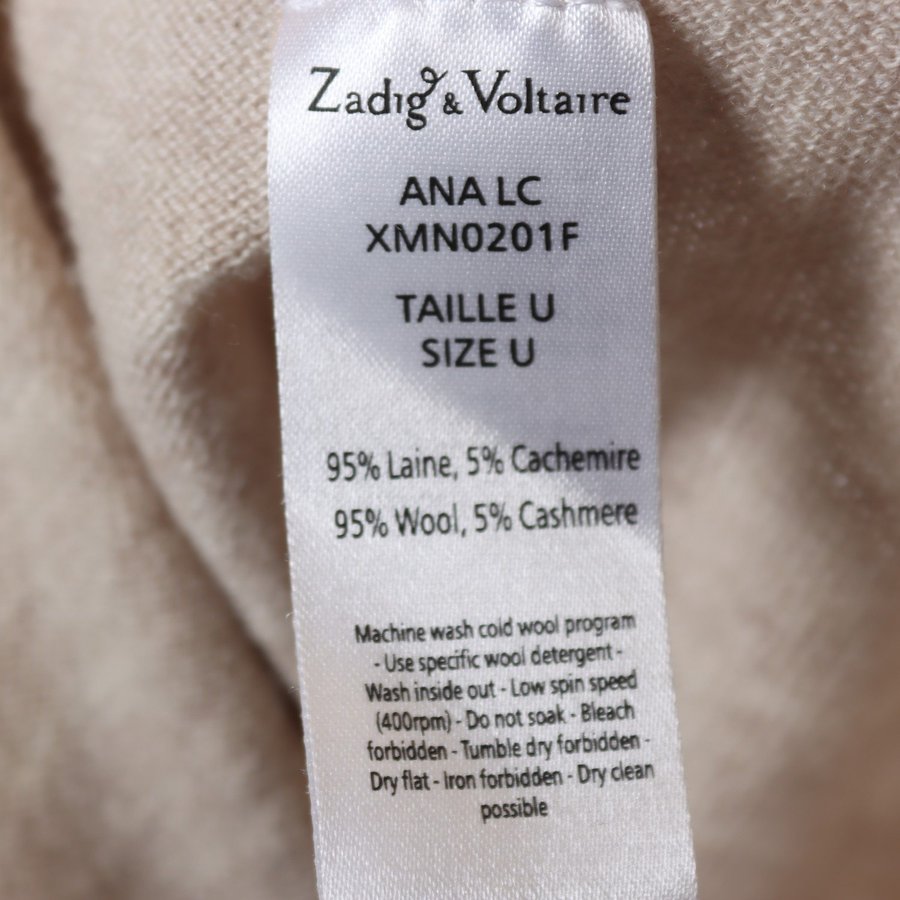 Zadig & Voltaire
ANA LC
XMN0201F
TAILLE U
SIZE U
95% Laine, 5% Cachemire
95% Wool, 5% Cashmere
Machine wash cold wool program
- Use specific wool detergent -
Wash inside out - Low spin speed
(400rpm) - Do not soak - Bleach
forbidden - Tumble dry forbidden -
Dry flat - Iron forbidden - Dry clean
possible